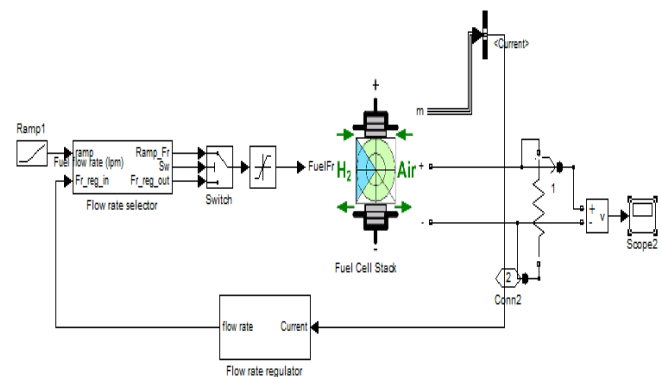 <Current>
+
m
Ramp1
ramp
Fuel flow rate (lpm)
Fr_reg_in
Ramp_Fr
Sw
Fr_reg_out
Flow rate selector
Switch
FuelFr
H2
Air
+
-
-
Fuel Cell Stack
1
2
Conn2
+
-
v
Scope2
flow rate
Current
Flow rate regulator